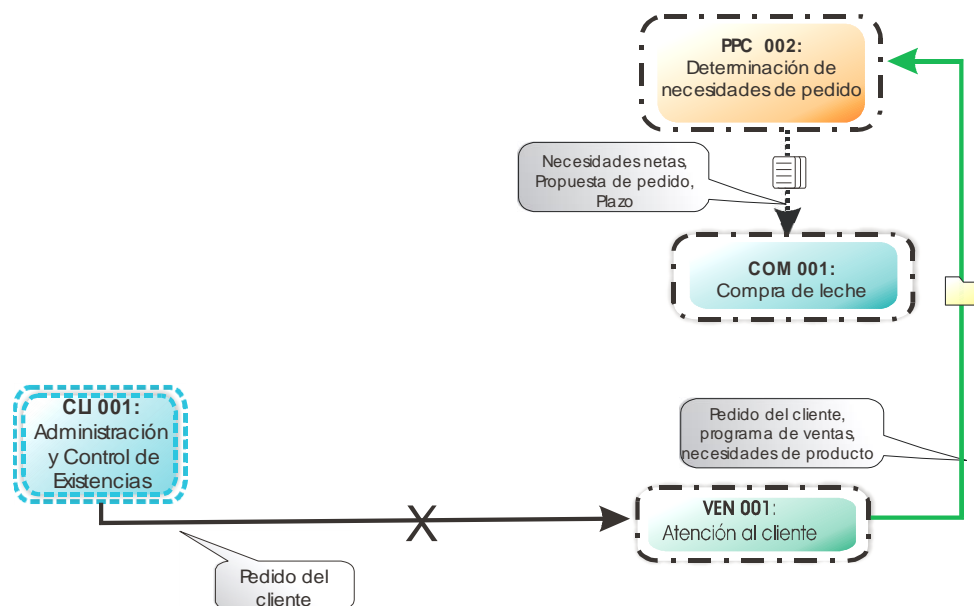 PPC 002:
Determinación de
necesidades de pedido
Necesidades netas,
Propuesta de pedido,
Plazo
COM 001:
Compra de leche
CLI 001:
Administración
y Control de
Existencias
Pedido del cliente,
programa de ventas,
necesidades de producto
VEN 001:
Atención al cliente
X
Pedido del
cliente